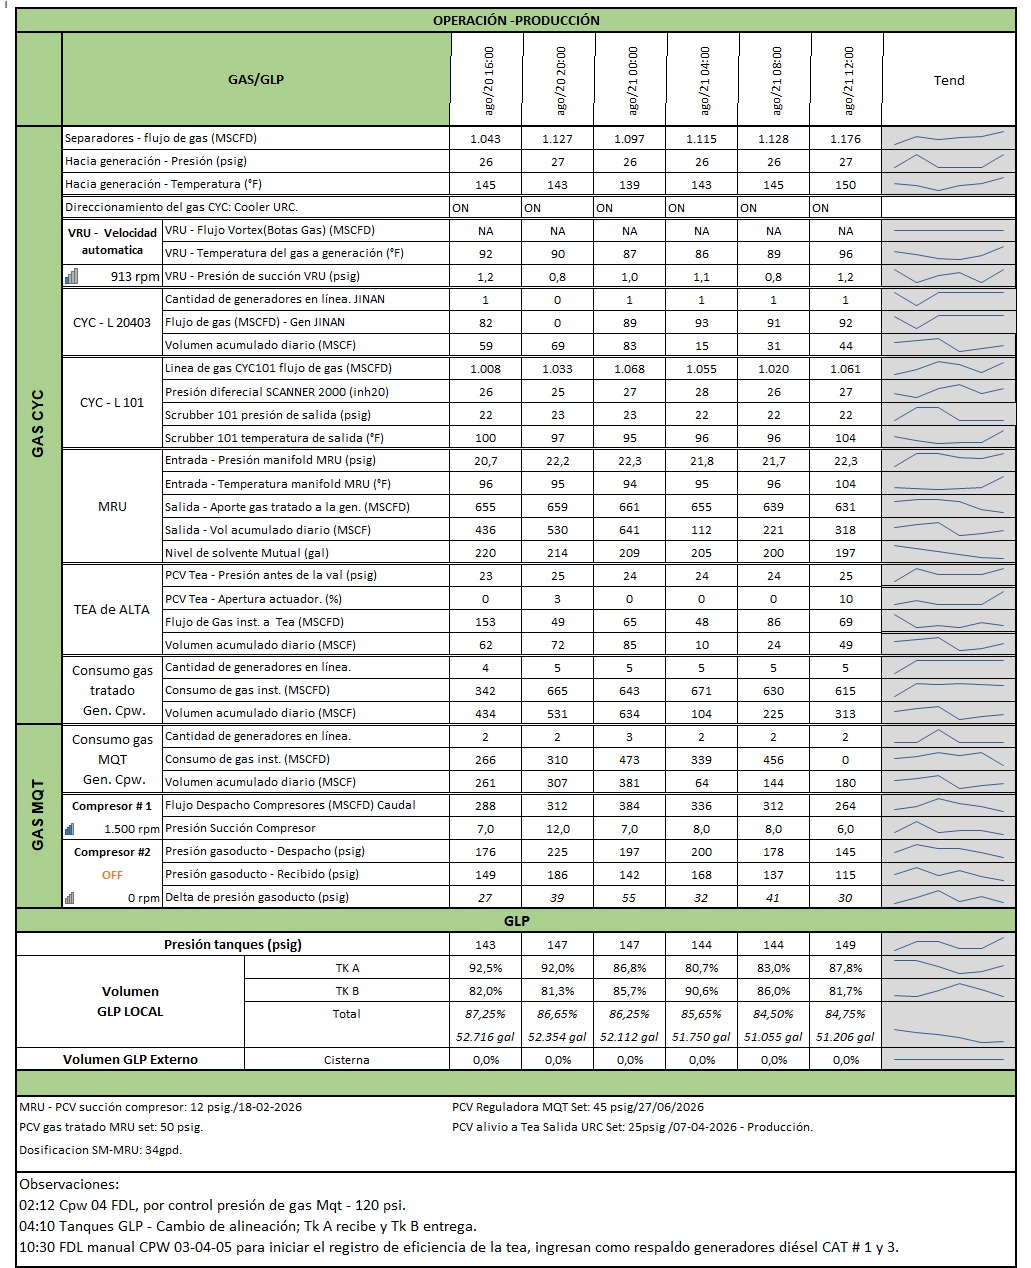 OPERACIÓN -PRODUCCIÓN
GAS/GLP ago/20 16:00 ago/20 20:00 ago/21 00:00 ago/21 04:00 ago/21 08:00 ago/21 12:00 Tend
GAS CYC
Separadores - flujo de gas (MSCFD) 1.043 1.127 1.097 1.115 1.128 1.176
Hacia generación - Presión (psig) 26 27 26 26 26 27
Hacia generación - Temperatura (°F) 145 143 139 143 145 150
Direccionamiento del gas CYC: Cooler URC. ON ON ON ON ON ON
VRU - Velocidad automatica
913 rpm
VRU - Flujo Vortex(Botas Gas) (MSCFD) NA NA NA NA NA NA
VRU - Temperatura del gas a generación (°F) 92 90 87 86 89 96
VRU - Presión de succión VRU (psig) 1,2 0,8 1,0 1,1 0,8 1,2
CYC - L 20403
Cantidad de generadores en línea. JINAN 1 0 1 1 1 1
Flujo de gas (MSCFD) - Gen JINAN 82 0 89 93 91 92
Volumen acumulado diario (MSCF) 59 69 83 15 31 44
CYC - L 101
Linea de gas CYC101 flujo de gas (MSCFD) 1.008 1.033 1.068 1.055 1.020 1.061
Presión diferecial SCANNER 2000 (inh20) 26 25 27 28 26 27
Scrubber 101 presión de salida (psig) 22 23 23 22 22 22
Scrubber 101 temperatura de salida (°F) 100 97 95 96 96 104
MRU
Entrada - Presión manifold MRU (psig) 20,7 22,2 22,3 21,8 21,7 22,3
Entrada - Temperatura manifold MRU (°F) 96 95 94 95 96 104
Salida - Aporte gas tratado a la gen. (MSCFD) 655 659 661 655 639 631
Salida - Vol acumulado diario (MSCF) 436 530 641 112 221 318
Nivel de solvente Mutual (gal) 220 214 209 205 200 197
TEA de ALTA
PCV Tea - Presión antes de la val (psig) 23 25 24 24 24 25
PCV Tea - Apertura actuador. (%) 0 3 0 0 0 10
Flujo de Gas inst. a Tea (MSCFD) 153 49 65 48 86 69
Volumen acumulado diario (MSCF) 62 72 85 10 24 49
Consumo gas tratado Gen. Cpw.
Cantidad de generadores en línea. 4 5 5 5 5 5
Consumo de gas inst. (MSCFD) 342 665 643 671 630 615
Volumen acumulado diario (MSCF) 434 531 634 104 225 313
GAS MQT
Consumo gas MQT Gen. Cpw.
Cantidad de generadores en línea. 2 2 3 2 2 2
Consumo de gas inst. (MSCFD) 266 310 473 339 456 0
Volumen acumulado diario (MSCF) 261 307 381 64 144 180
Compresor # 1 Flujo Despacho Compresores (MSCFD) Caudal 288 312 384 336 312 264
1.500 rpm Presión Succión Compresor 7,0 12,0 7,0 8,0 8,0 6,0
Compresor #2 Presión gasoducto - Despacho (psig) 176 225 197 200 178 145
OFF Presión gasoducto - Recibido (psig) 149 186 142 168 137 115
0 rpm Delta de presión gasoducto (psig) 27 39 55 32 41 30
GLP
Presión tanques (psig) 143 147 147 144 144 149
Volumen GLP LOCAL
TK A 92,5% 92,0% 86,8% 80,7% 83,0% 87,8%
TK B 82,0% 81,3% 85,7% 90,6% 86,0% 81,7%
Total 87,25% 86,65% 86,25% 85,65% 84,50% 84,75%
52.716 gal 52.354 gal 52.112 gal 51.750 gal 51.055 gal 51.206 gal
Volumen GLP Externo Cisterna 0,0% 0,0% 0,0% 0,0% 0,0% 0,0%
MRU - PCV succión compresor: 12 psig./18-02-2026 PCV Reguladora MQT Set: 45 psig/27/06/2026
PCV gas tratado MRU set: 50 psig. PCV alivio a Tea Salida URC Set: 25psig /07-04-2026 - Producción.
Dosificacion SM-MRU: 34gpd.
Observaciones:
02:12 Cpw 04 FDL, por control presión de gas Mqt - 120 psi.
04:10 Tanques GLP - Cambio de alineación; Tk A recibe y Tk B entrega.
10:30 FDL manual CPW 03-04-05 para iniciar el registro de eficiencia de la tea, ingresan como respaldo generadores diésel CAT # 1 y 3.